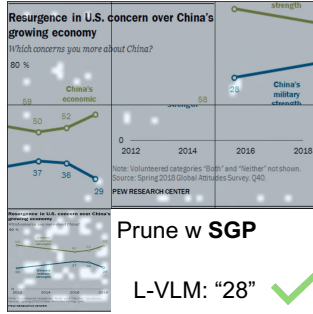 Resurgence in U.S. concern over China's
growing economy
Which concerns you more about China?
80 %
China's
economic
59
58
strength
28
China's
military
strength
50
52
37
36
29
strength
0
2012
2014
2016
2018
Note: Volunteered categories "Both" and "Neither" not shown.
Source: Spring 2018 Global Attitudes Survey. Q40.
PEW RESEARCH CENTER
Resurgence in U.S. concern over China's
growing economy
Prune w SGP
L-VLM: "28"